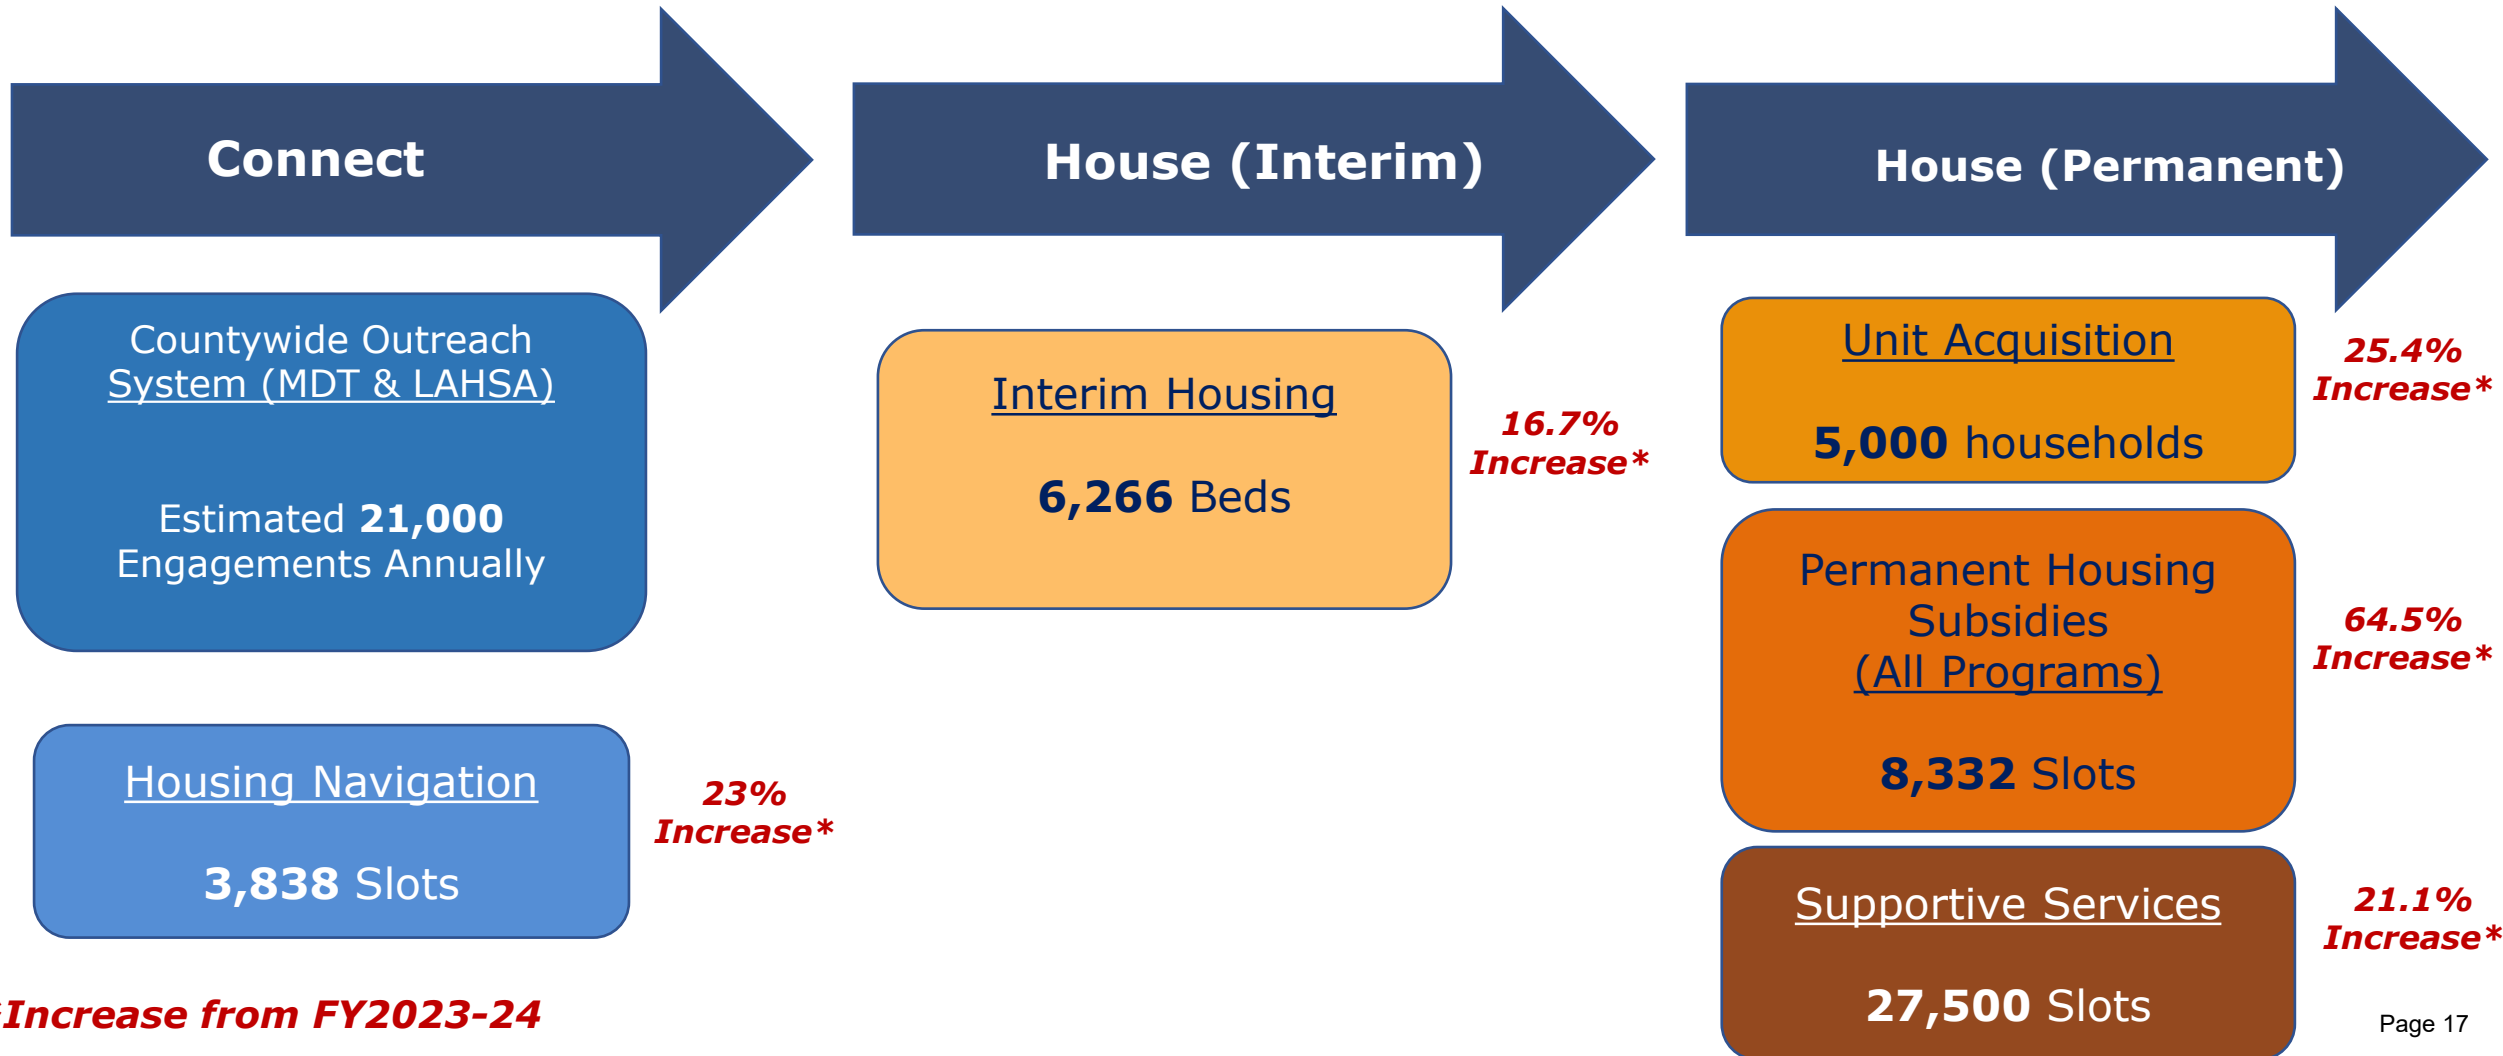 Connect
Countywide Outreach
System (MDT & LAHSA)
Estimated 21,000
Engagements Annually
Housing Navigation
3,838 Slots
23%
Increase*
House (Interim)
Interim Housing
6,266 Beds
16.7%
Increase*
House (Permanent)
Unit Acquisition
5,000 households
25.4%
Increase*
Permanent Housing
Subsidies
(All Programs)
8,332 Slots
64.5%
Increase*
Supportive Services
27,500 Slots
21.1%
Increase*
*Increase from FY2023-24
Page 17